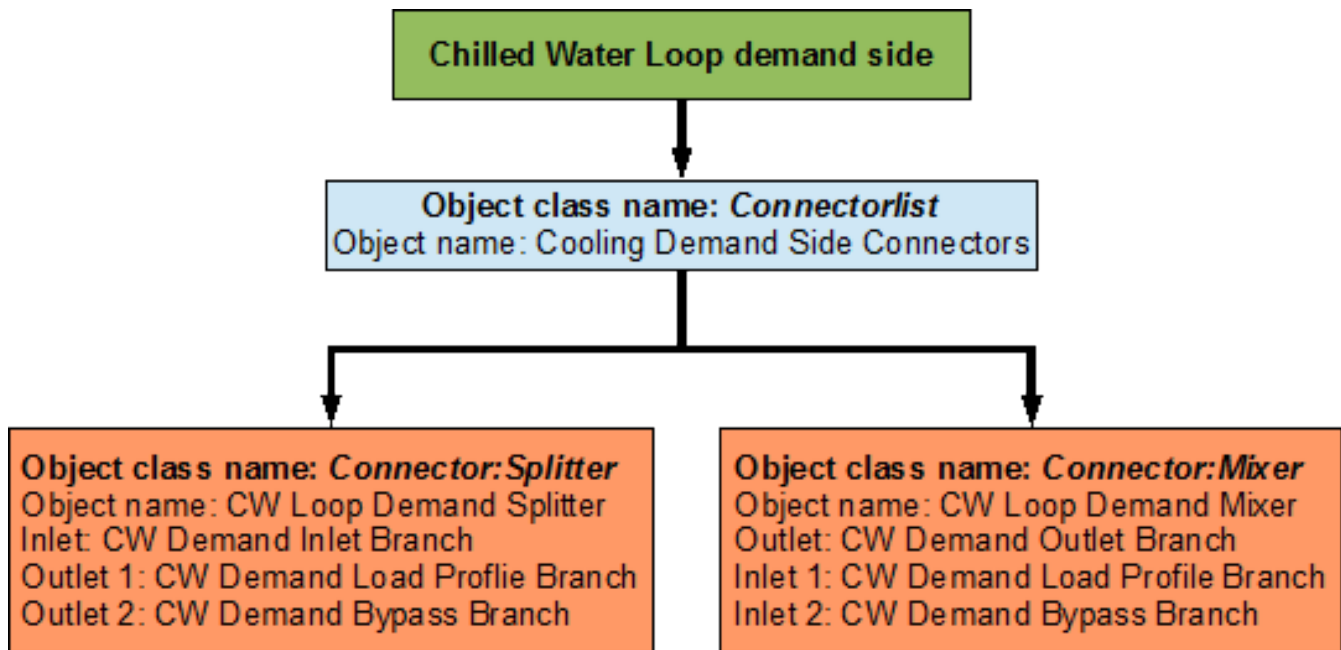 Chilled Water Loop demand side
Object class name: Connectorlist
Object name: Cooling Demand Side Connectors
Object class name: Connector:Splitter
Object name: CW Loop Demand Splitter
Inlet: CW Demand Inlet Branch
Outlet 1: CW Demand Load Proflie Branch
Outlet 2: CW Demand Bypass Branch
Object class name: Connector:Mixer
Object name: CW Loop Demand Mixer
Outlet: CW Demand Outlet Branch
Inlet 1: CW Demand Load Profile Branch
Inlet 2: CW Demand Bypass Branch